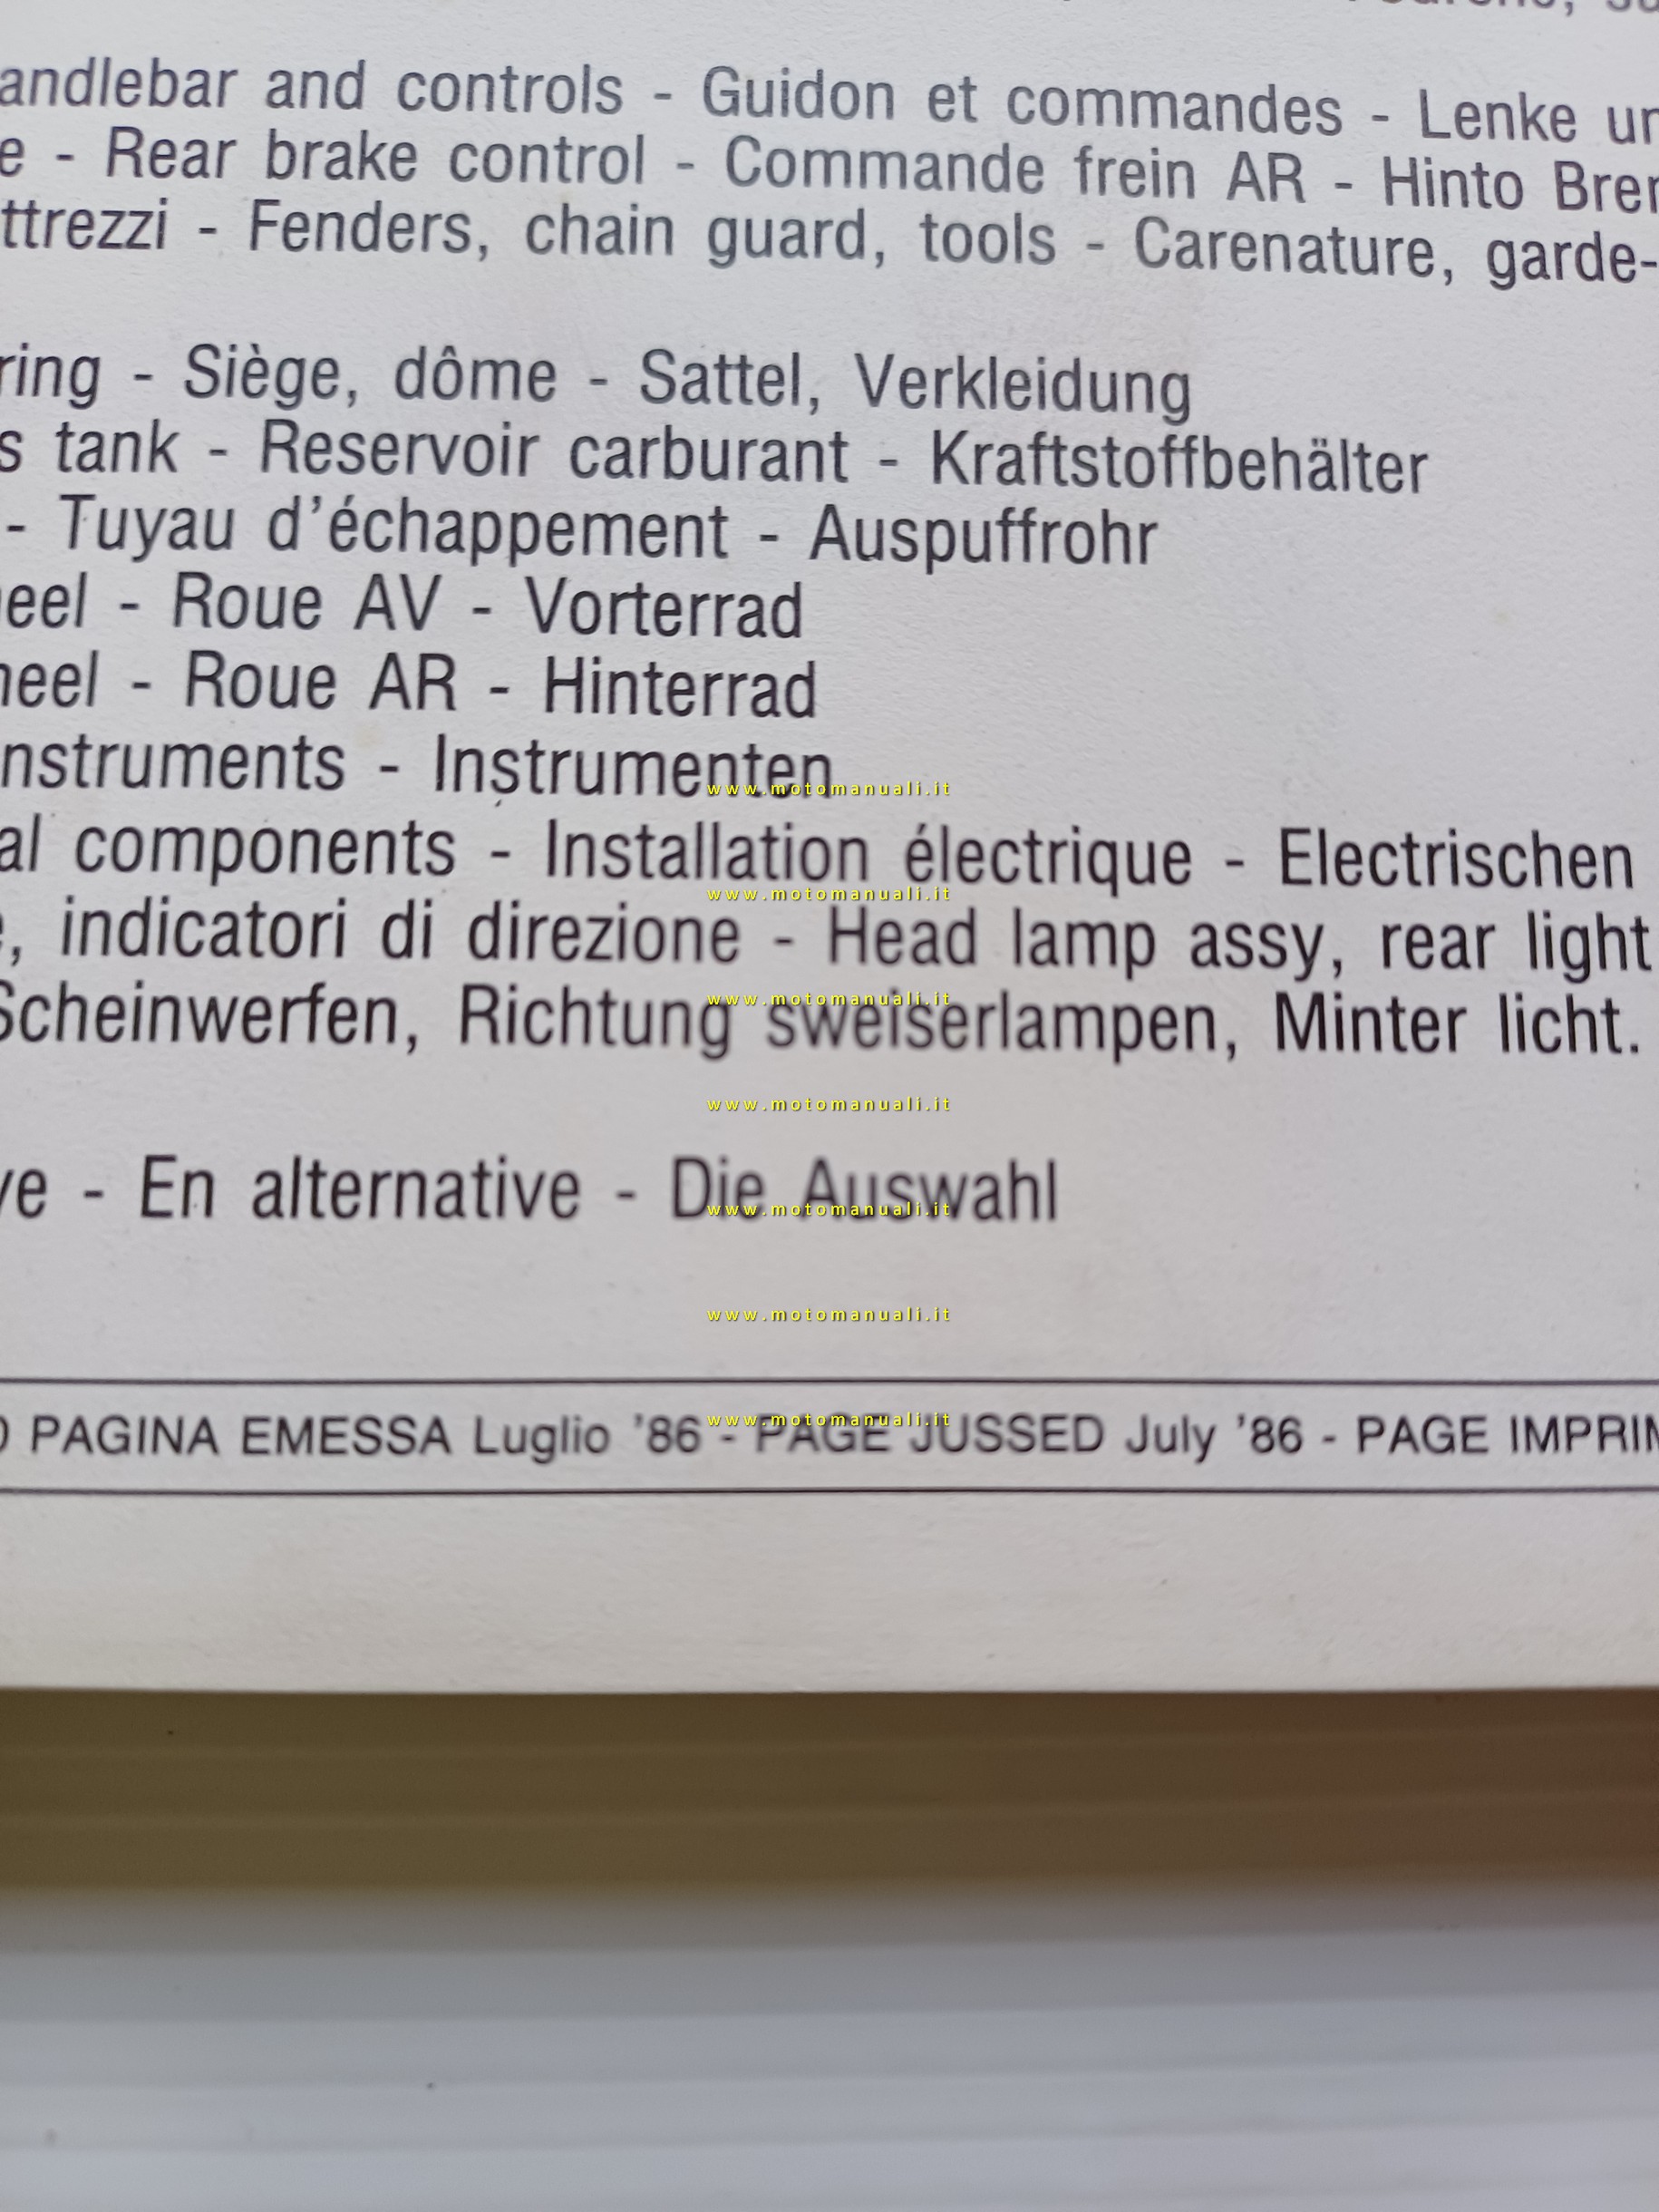 andlebar and controls - Guidon et commandes - Lenke un
e - Rear brake control - Commande frein AR - Hinto Brem
ttrezzi - Fenders, chain guard, tools - Carenature, garde-
ring - Siège, dôme - Sattel, Verkleidung
s tank - Reservoir carburant - Kraftstoffbehälter
- Tuyau d'échappement - Auspuffrohr
eel - Roue AV - Vorterrad
heel - Roue AR - Hinterrad
nstruments - Instrumenten
www.motomanuali.it
al components - Installation électrique - Electrischen
www.motomanuali.it
, indicatori di direzione - Head lamp assy, rear light
www.motomanuali.it
Scheinwerfen, Richtung sweiserlampen, Minter licht.
www.motomanuali.it
ve - En alternative - Die Auswahl
www.motomanuali.it
www.motomanuali.it
www.motomanuali.it
PAGINA EMESSA Luglio '86 - PAGE JUSSED July '86 - PAGE IMPRIM